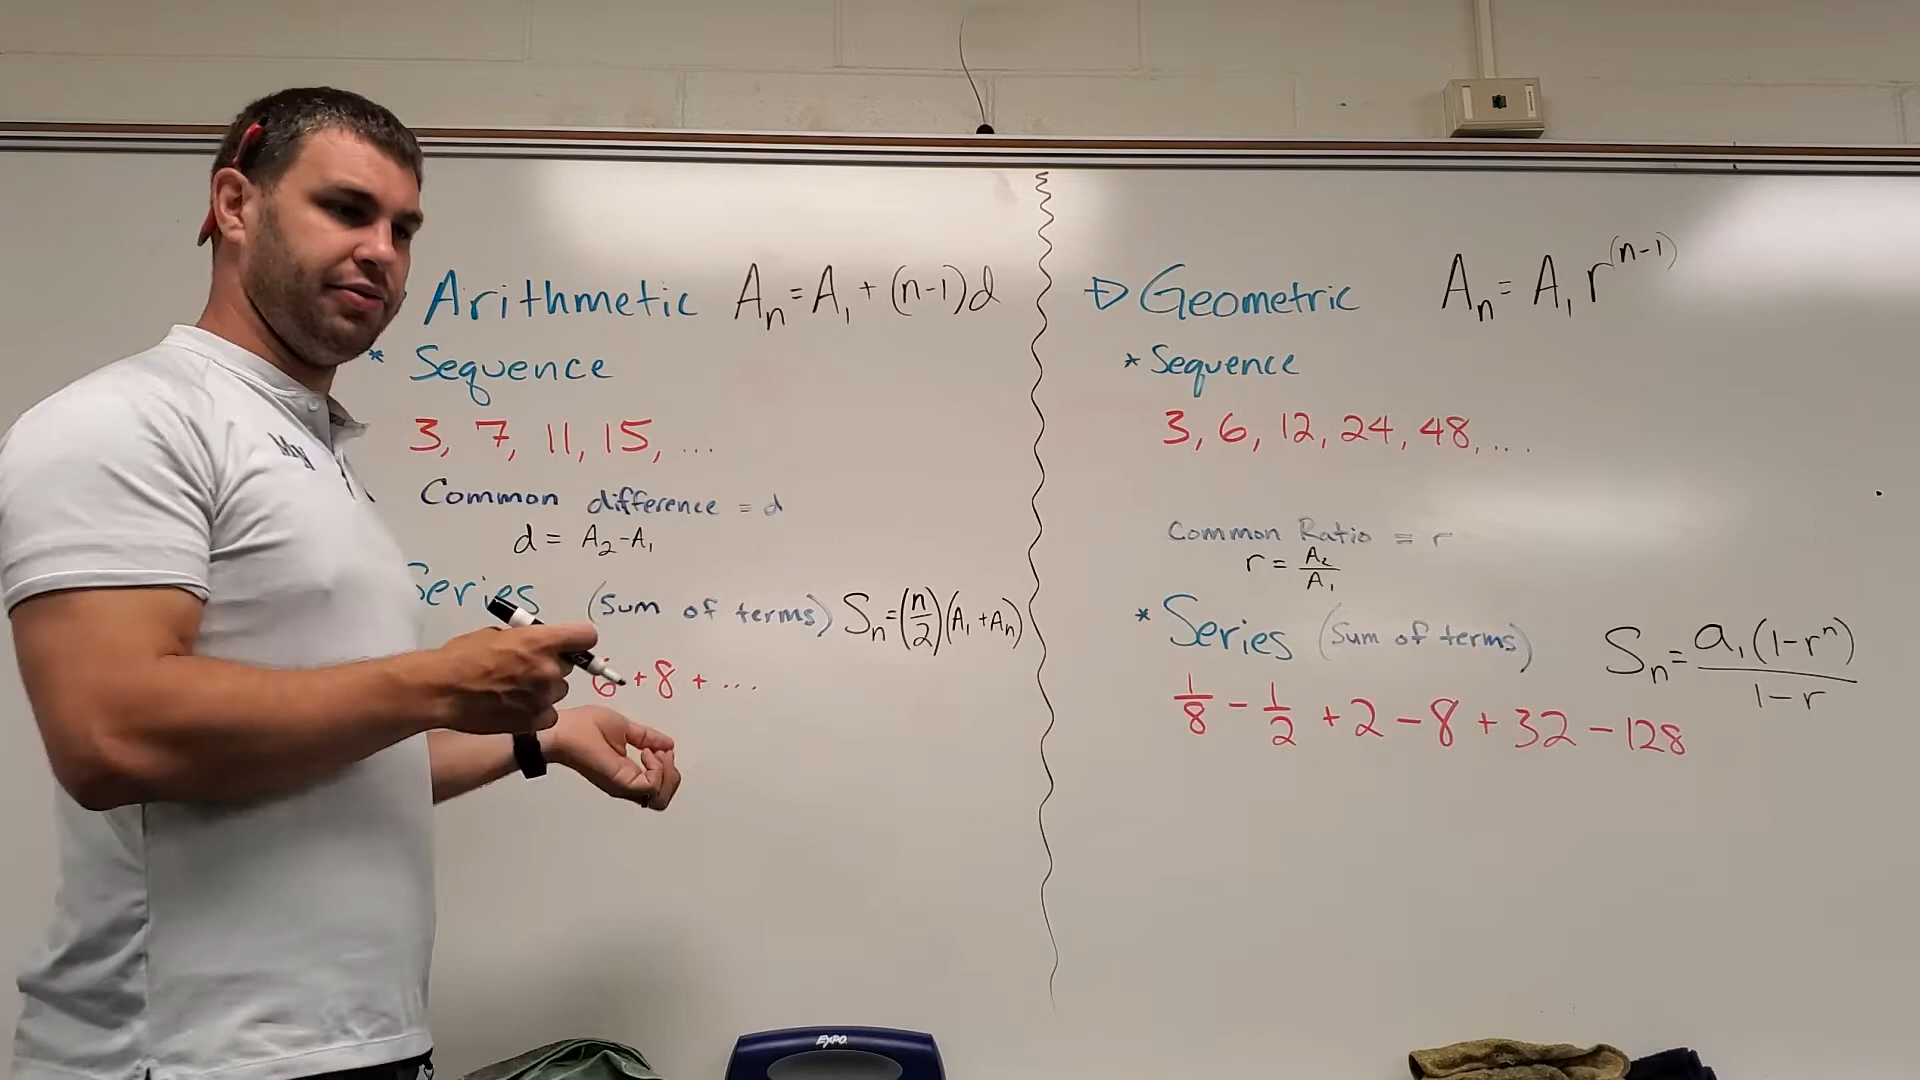 Arithmetic Aₙ = A₁ + (n-1)d
* Sequence
3, 7, 11, 15, ...
Common difference = d
d = A₂ - A₁
Series (Sum of terms) Sₙ = (n/2)(A₁ + Aₙ)
6 + 8 + ...
Geometric Aₙ = A₁ r⁽ⁿ⁻¹⁾
* Sequence
3, 6, 12, 24, 48, ....
Common Ratio = r
r = A₂/A₁
* Series (Sum of terms) Sₙ = a₁(1-rⁿ)/1-r
1/8 - 1/2 + 2 - 8 + 32 - 128
EXPO